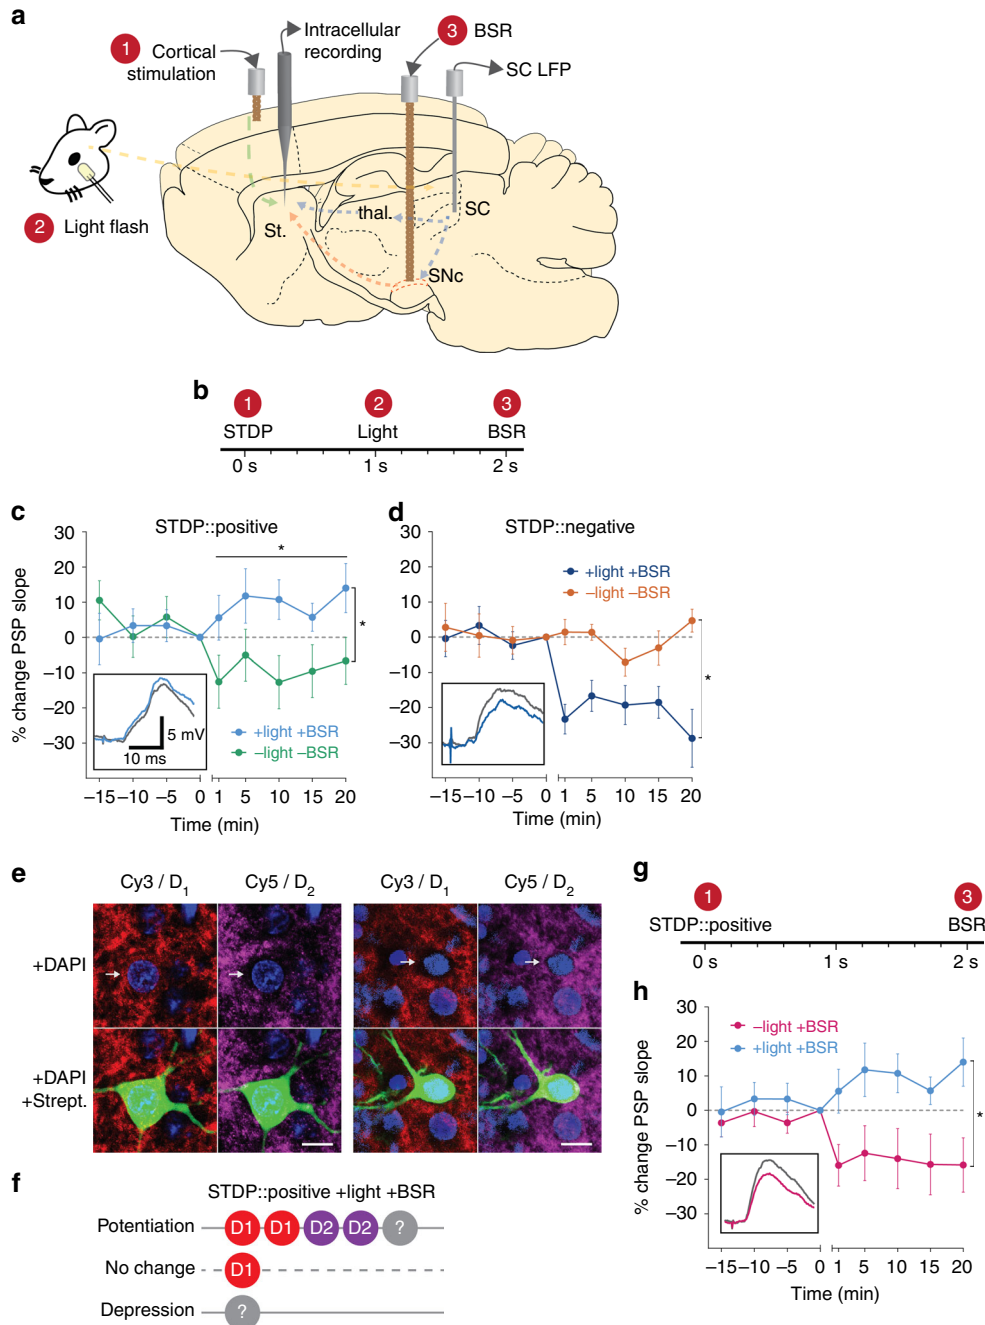 a
1 Cortical stimulation
Intracellular recording
3 BSR
SC LFP
2 Light flash
St.
thal.
SC
SNc
b
1 2 3
STDP Light BSR
0 s 1 s 2 s
c
STDP::positive
% change PSP slope
30
20
10
0
–10
–20
–30
*
*
5 mV
10 ms
+light +BSR
–light –BSR
–15 –10 –5 0 1 5 10 15 20
Time (min)
d
STDP::negative
30
20
10
0
–10
–20
–30
+light +BSR
–light –BSR
*
–15 –10 –5 0 1 5 10 15 20
Time (min)
e
Cy3 / D1 Cy5 / D2 Cy3 / D1 Cy5 / D2
+DAPI
+DAPI
+Strept.
f
STDP::positive +light +BSR
Potentiation D1 D1 D2 D2 ?
No change D1
Depression ?
g
1 3
STDP::positive BSR
0 s 1 s 2 s
h
% change PSP slope
30
20
10
0
–10
–20
–30
–light +BSR
+light +BSR
*
–15 –10 –5 0 1 5 10 15 20
Time (min)